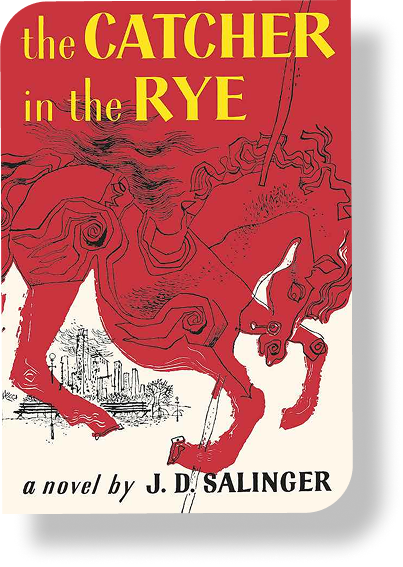 the CATCHER
in the RYE
a novel by J. D. SALINGER